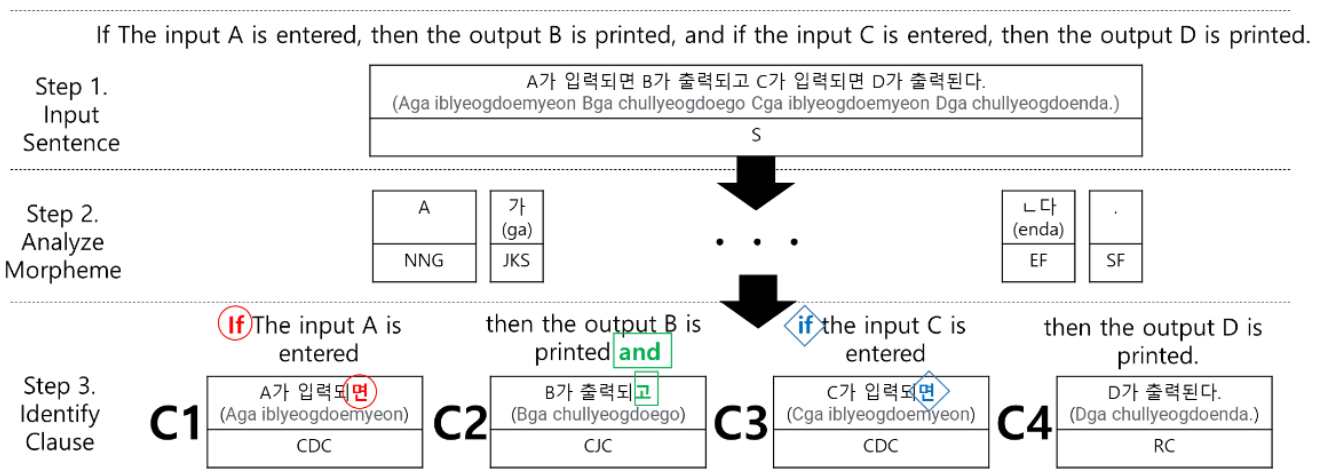 If The input A is entered, then the output B is printed, and if the input C is entered, then the output D is printed.
Step 1.
Input
Sentence
A가 입력되면 B가 출력되고 C가 입력되면 D가 출력된다.
(Aga iblyeogdoemyeon Bga chullyeogdoego Cga iblyeogdoemyeon Dga chullyeogdoenda.)
S
Step 2.
Analyze
Morpheme
A
NNG
가
(ga)
JKS
. . .
ㄴ다
(enda)
EF
.
SF
Step 3.
Identify
Clause
If The input A is
entered
C1
A가 입력되면
(Aga iblyeogdoemyeon)
CDC
then the output B is
printed and
C2
B가 출력되고
(Bga chullyeogdoego)
CJC
if the input C is
entered
C3
C가 입력되면
(Cga iblyeogdoemyeon)
CDC
then the output D is
printed.
C4
D가 출력된다.
(Dga chullyeogdoenda.)
RC